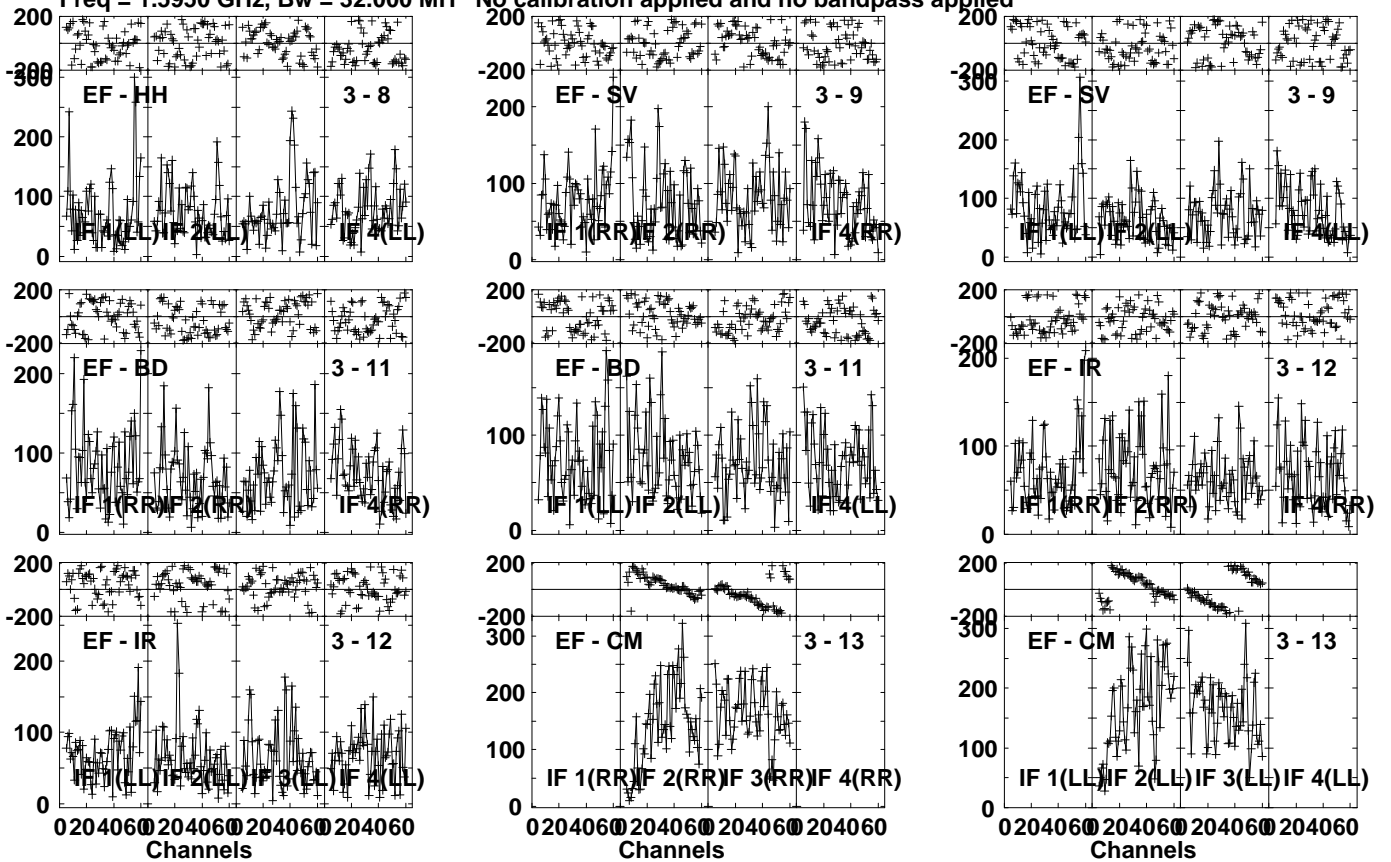 Freq = 1.5950 GHz, Bw = 32.000 MH No calibration applied and no bandpass applied
200
-200
300
200
100
0
EF - HH 3 - 8
IF 1(LL) IF 2(LL) IF 4(LL)
200
-200
200
100
0
EF - SV 3 - 9
IF 1(RR) IF 2(RR) IF 4(RR)
200
-200
300
200
100
0
EF - SV 3 - 9
IF 1(LL) IF 2(LL) IF 4(LL)
200
-200
200
100
0
EF - BD 3 - 11
IF 1(RR) IF 2(RR) IF 4(RR)
200
-200
200
100
0
EF - BD 3 - 11
IF 1(LL) IF 2(LL) IF 4(LL)
200
-200
200
100
0
EF - IR 3 - 12
IF 1(RR) IF 2(RR) IF 4(RR)
200
-200
200
100
0
EF - IR 3 - 12
IF 1(LL) IF 2(LL) IF 3(LL) IF 4(LL)
0 20 40 60 0 20 40 60 0 20 40 60 0 20 40 60
Channels
200
-200
300
200
100
0
EF - CM 3 - 13
IF 1(RR) IF 2(RR) IF 3(RR) IF 4(RR)
0 20 40 60 0 20 40 60 0 20 40 60 0 20 40 60
Channels
200
-200
300
200
100
0
EF - CM 3 - 13
IF 1(LL) IF 2(LL) IF 3(LL) IF 4(LL)
0 20 40 60 0 20 40 60 0 20 40 60 0 20 40 60
Channels